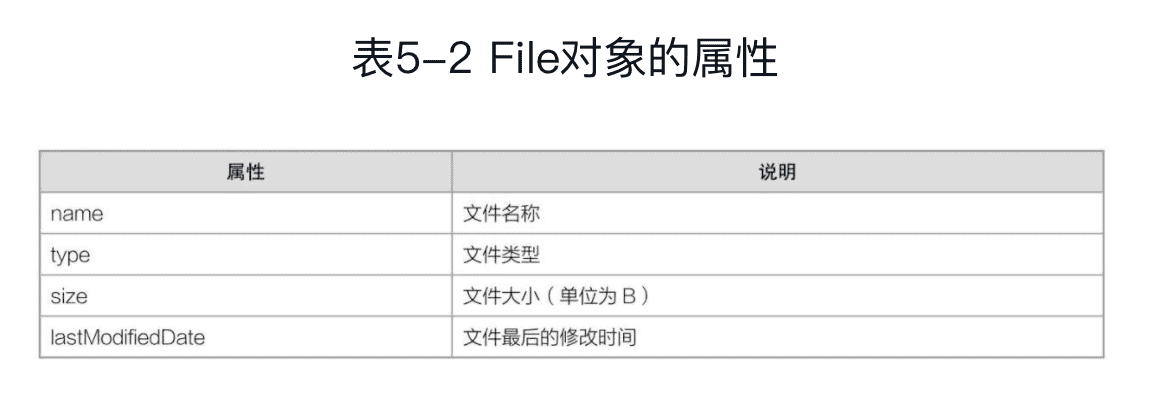 表5-2 File对象的属性
属性 说明
name 文件名称
type 文件类型
size 文件大小（单位为 B）
lastModifiedDate 文件最后的修改时间